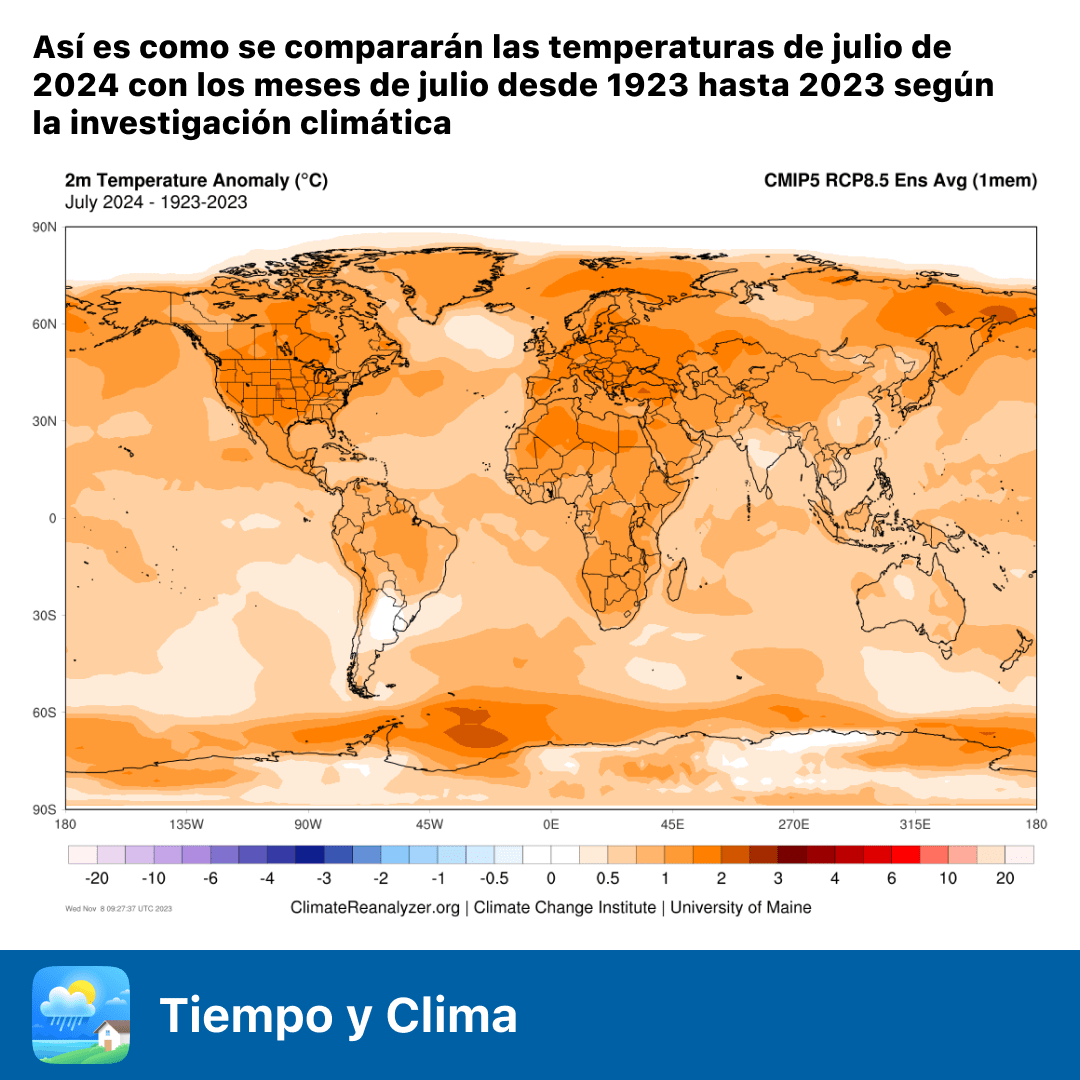 Así es como se compararán las temperaturas de julio de
2024 con los meses de julio desde 1923 hasta 2023 según
la investigación climática
2m Temperature Anomaly (°C)
CMIP5 RCP8.5 Ens Avg (1mem)
July 2024 - 1923-2023
90N
60N
30N
0
30S
60S
90S
180 135W 90W 45W 0E 45E 270E 315E 180
-20 -10 -6 -4 -3 -2 -1 -0.5 0 0.5 1 2 3 4 6 10 20
Wed Nov 8 09:27:37 UTC 2023
ClimateReanalyzer.org | Climate Change Institute | University of Maine
Tiempo y Clima